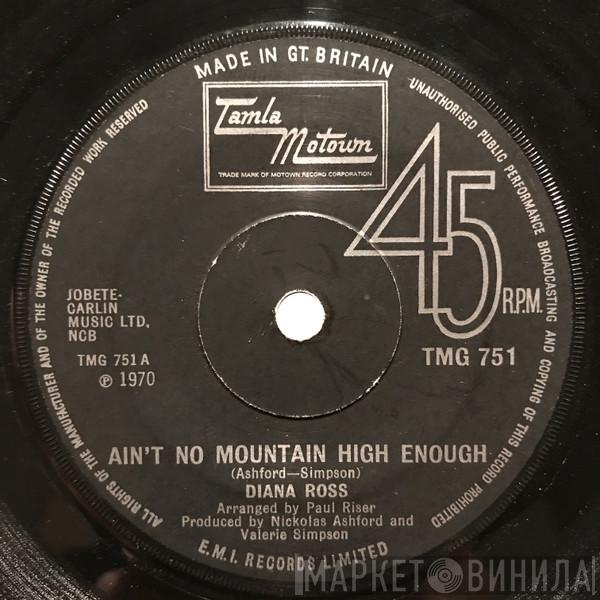 MADE IN GT. BRITAIN
Tamla
Motown
TRADE MARK OF MOTOWN RECORD CORPORATION
ALL RIGHTS OF THE MANUFACTURER AND OF THE OWNER OF THE RECORDED WORK RESERVED
UNAUTHORISED PUBLIC PERFORMANCE BROADCASTING AND COPYING OF THIS RECORD PROHIBITED
45
R.P.M.
JOBETE-
CARLIN
MUSIC LTD,
NCB
TMG 751 A
℗ 1970
TMG 751
AIN'T NO MOUNTAIN HIGH ENOUGH
(Ashford—Simpson)
DIANA ROSS
Arranged by Paul Riser
Produced by Nickolas Ashford and
Valerie Simpson
E.M.I. RECORDS LIMITED
МАРКЕТ ВИНИЛА